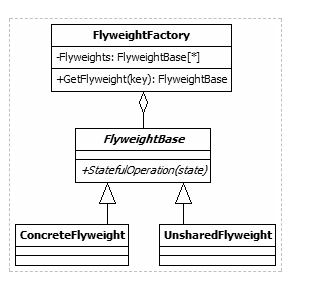 FlyweightFactory
-Flyweights: FlyweightBase[*]
+GetFlyweight(key): FlyweightBase
FlyweightBase
+StatefulOperation(state)
ConcreteFlyweight
UnsharedFlyweight